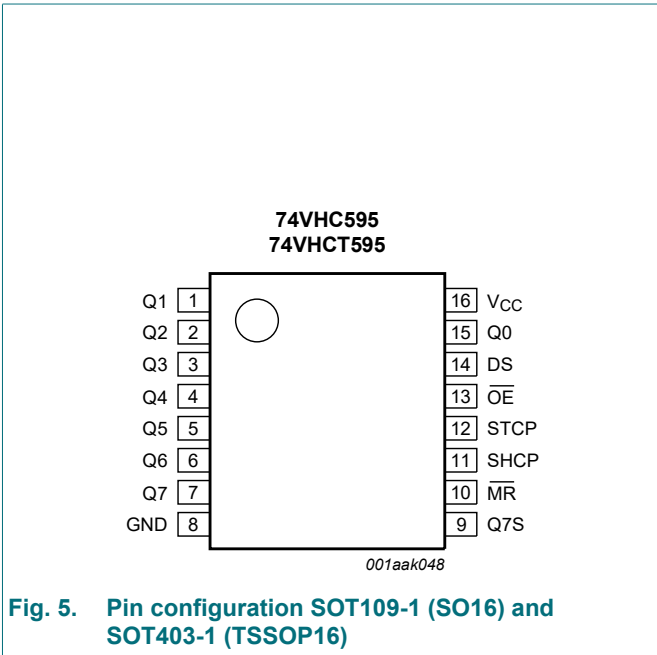 74VHC595
74VHCT595
Q1 1 16 VCC
Q2 2 15 Q0
Q3 3 14 DS
Q4 4 13 O̅E̅
Q5 5 12 STCP
Q6 6 11 SHCP
Q7 7 10 M̅R̅
GND 8 9 Q7S
001aak048
Fig. 5. Pin configuration SOT109-1 (SO16) and
SOT403-1 (TSSOP16)